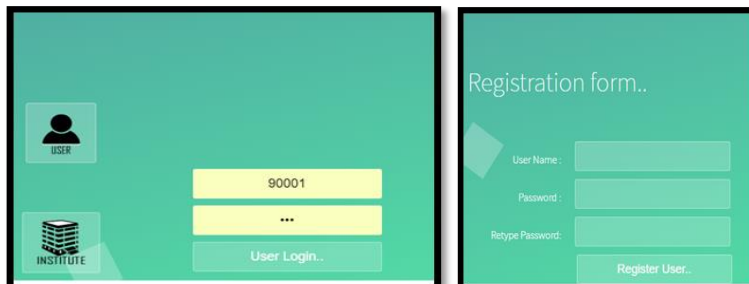 USER
90001
•••
INSTITUTE
User Login..
Registration form..
User Name :
Password :
Retype Password:
Register User..